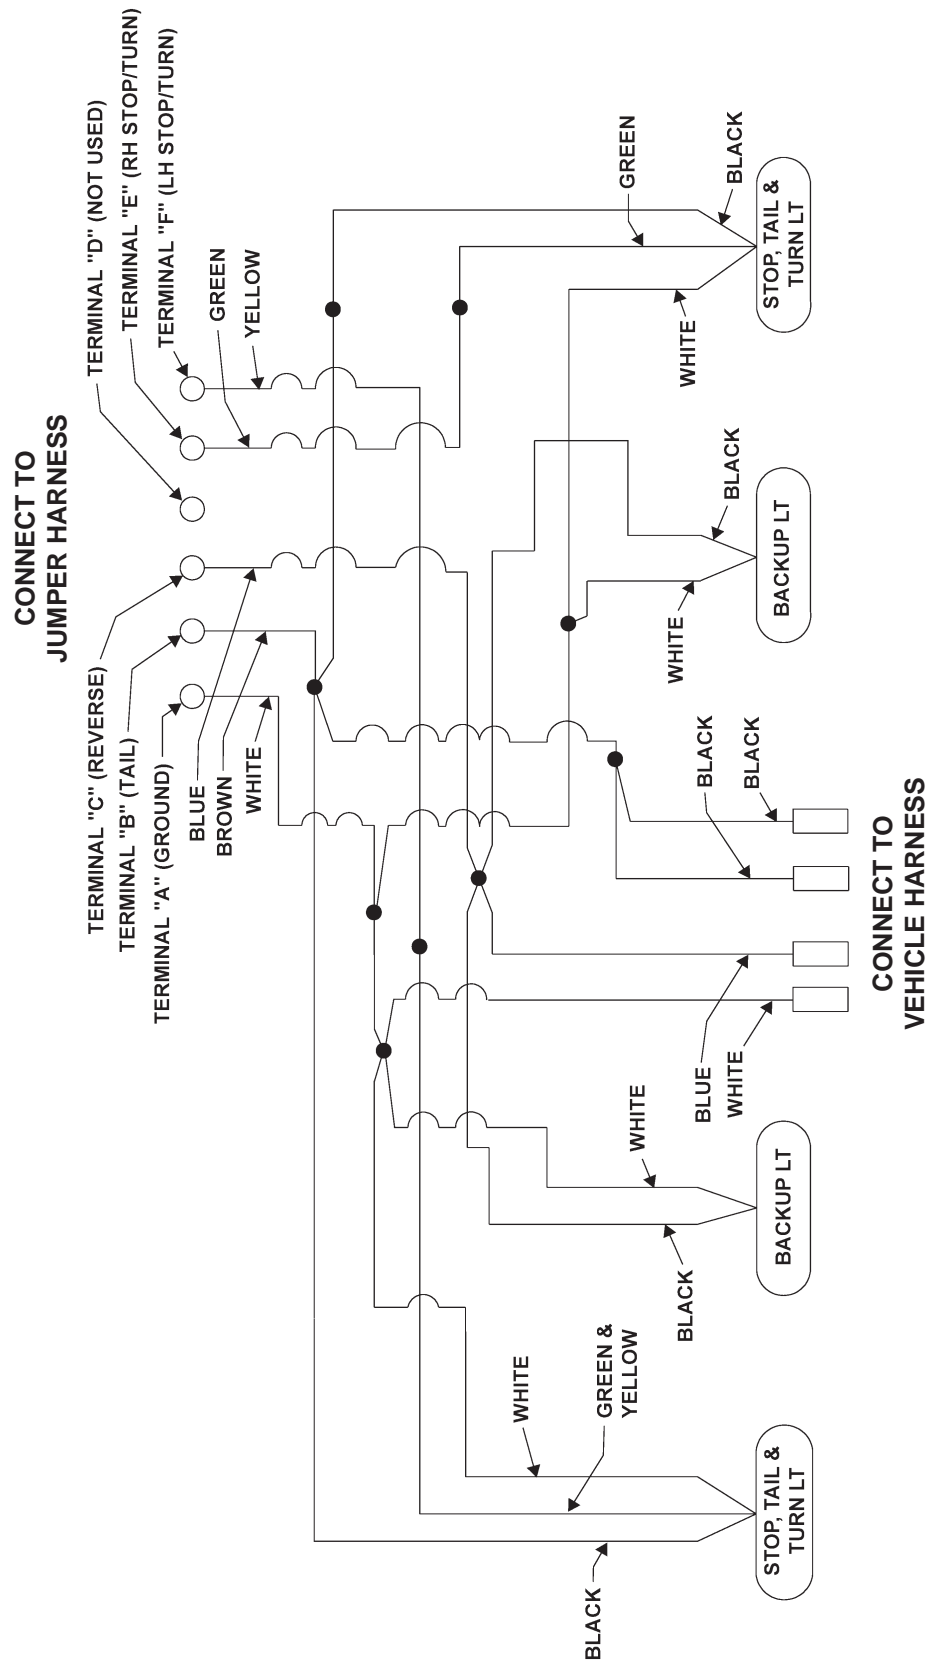 CONNECT TO
JUMPER HARNESS
TERMINAL "C" (REVERSE)
TERMINAL "B" (TAIL)
TERMINAL "A" (GROUND)
TERMINAL "D" (NOT USED)
TERMINAL "E" (RH STOP/TURN)
TERMINAL "F" (LH STOP/TURN)
BLUE
BROWN
WHITE
GREEN
YELLOW
BLACK
WHITE
GREEN &
YELLOW
STOP, TAIL &
TURN LT
BLACK
WHITE
BACKUP LT
BLUE
WHITE
BLACK
BLACK
CONNECT TO
VEHICLE HARNESS
WHITE
BLACK
BACKUP LT
WHITE
GREEN
BLACK
STOP, TAIL &
TURN LT